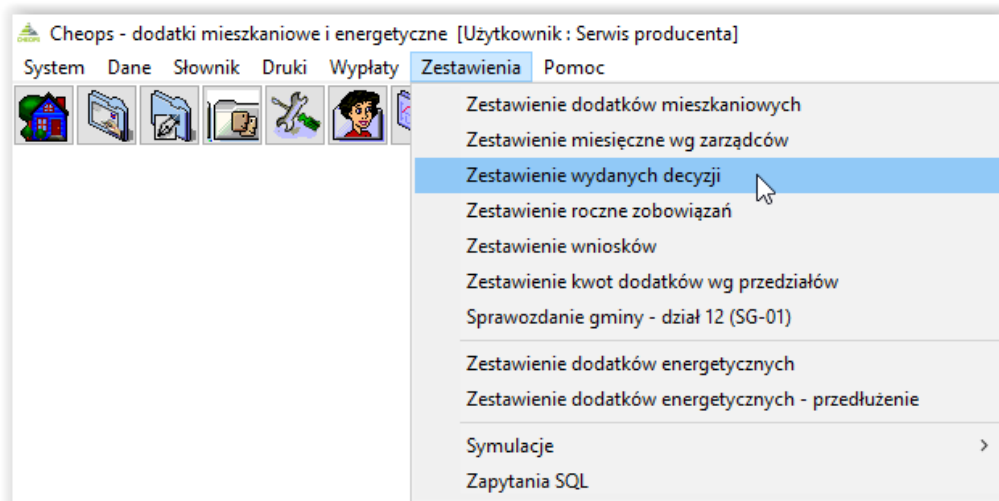 Cheops - dodatki mieszkaniowe i energetyczne [Użytkownik : Serwis producenta]
System Dane Słownik Druki Wypłaty Zestawienia Pomoc
Zestawienie dodatków mieszkaniowych
Zestawienie miesięczne wg zarządców
Zestawienie wydanych decyzji
Zestawienie roczne zobowiązań
Zestawienie wniosków
Zestawienie kwot dodatków wg przedziałów
Sprawozdanie gminy - dział 12 (SG-01)
Zestawienie dodatków energetycznych
Zestawienie dodatków energetycznych - przedłużenie
Symulacje
Zapytania SQL